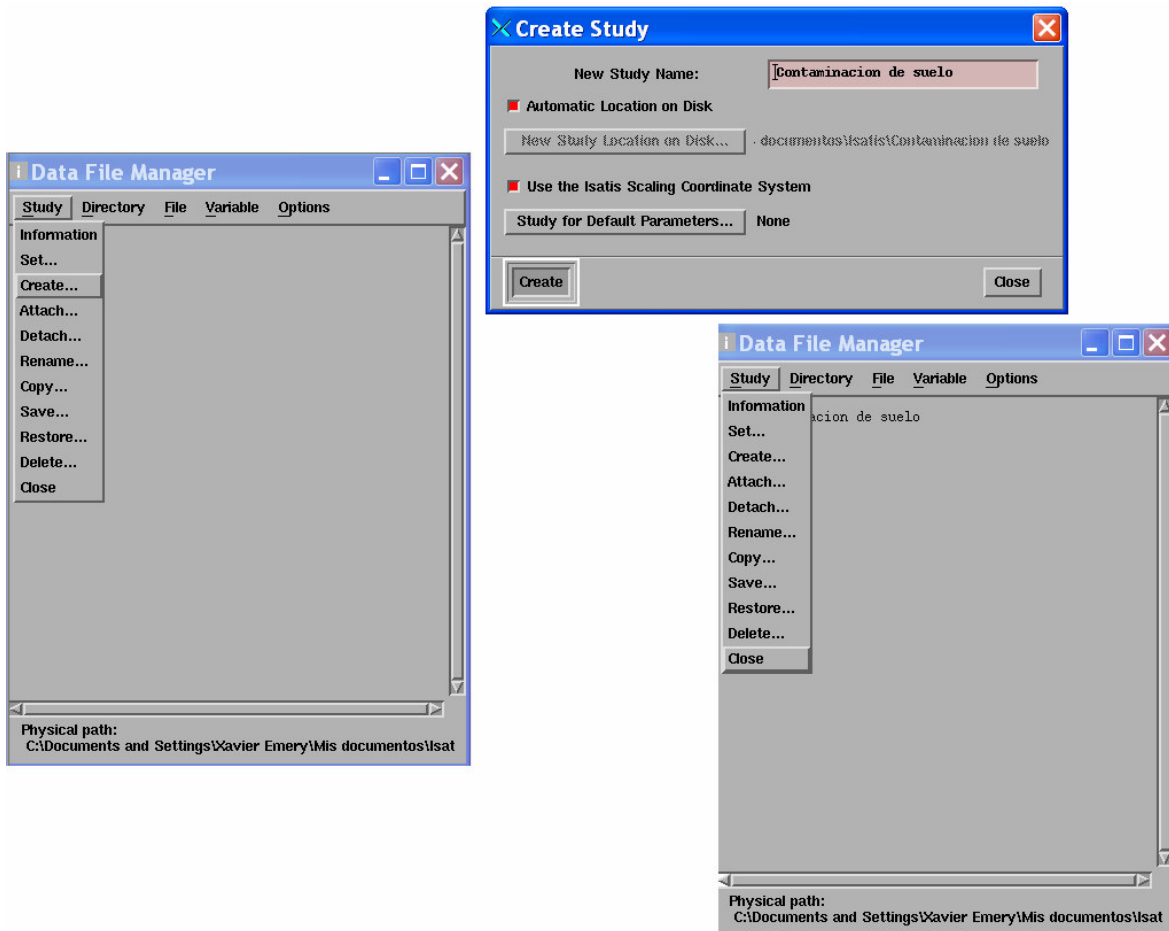 Create Study
New Study Name: Contaminacion de suelo
Automatic Location on Disk
New Study Location on Disk... documentos\Isatis\Contaminacion de suelo
Use the Isatis Scaling Coordinate System
Study for Default Parameters... None
Create Close
Data File Manager
Study Directory File Variable Options
Information
Set...
Create...
Attach...
Detach...
Rename...
Copy...
Save...
Restore...
Delete...
Close
Physical path:
C:\Documents and Settings\Xavier Emery\Mis documentos\Isat
Data File Manager
Study Directory File Variable Options
Information
acion de suelo
Set...
Create...
Attach...
Detach...
Rename...
Copy...
Save...
Restore...
Delete...
Close
Physical path:
C:\Documents and Settings\Xavier Emery\Mis documentos\Isat